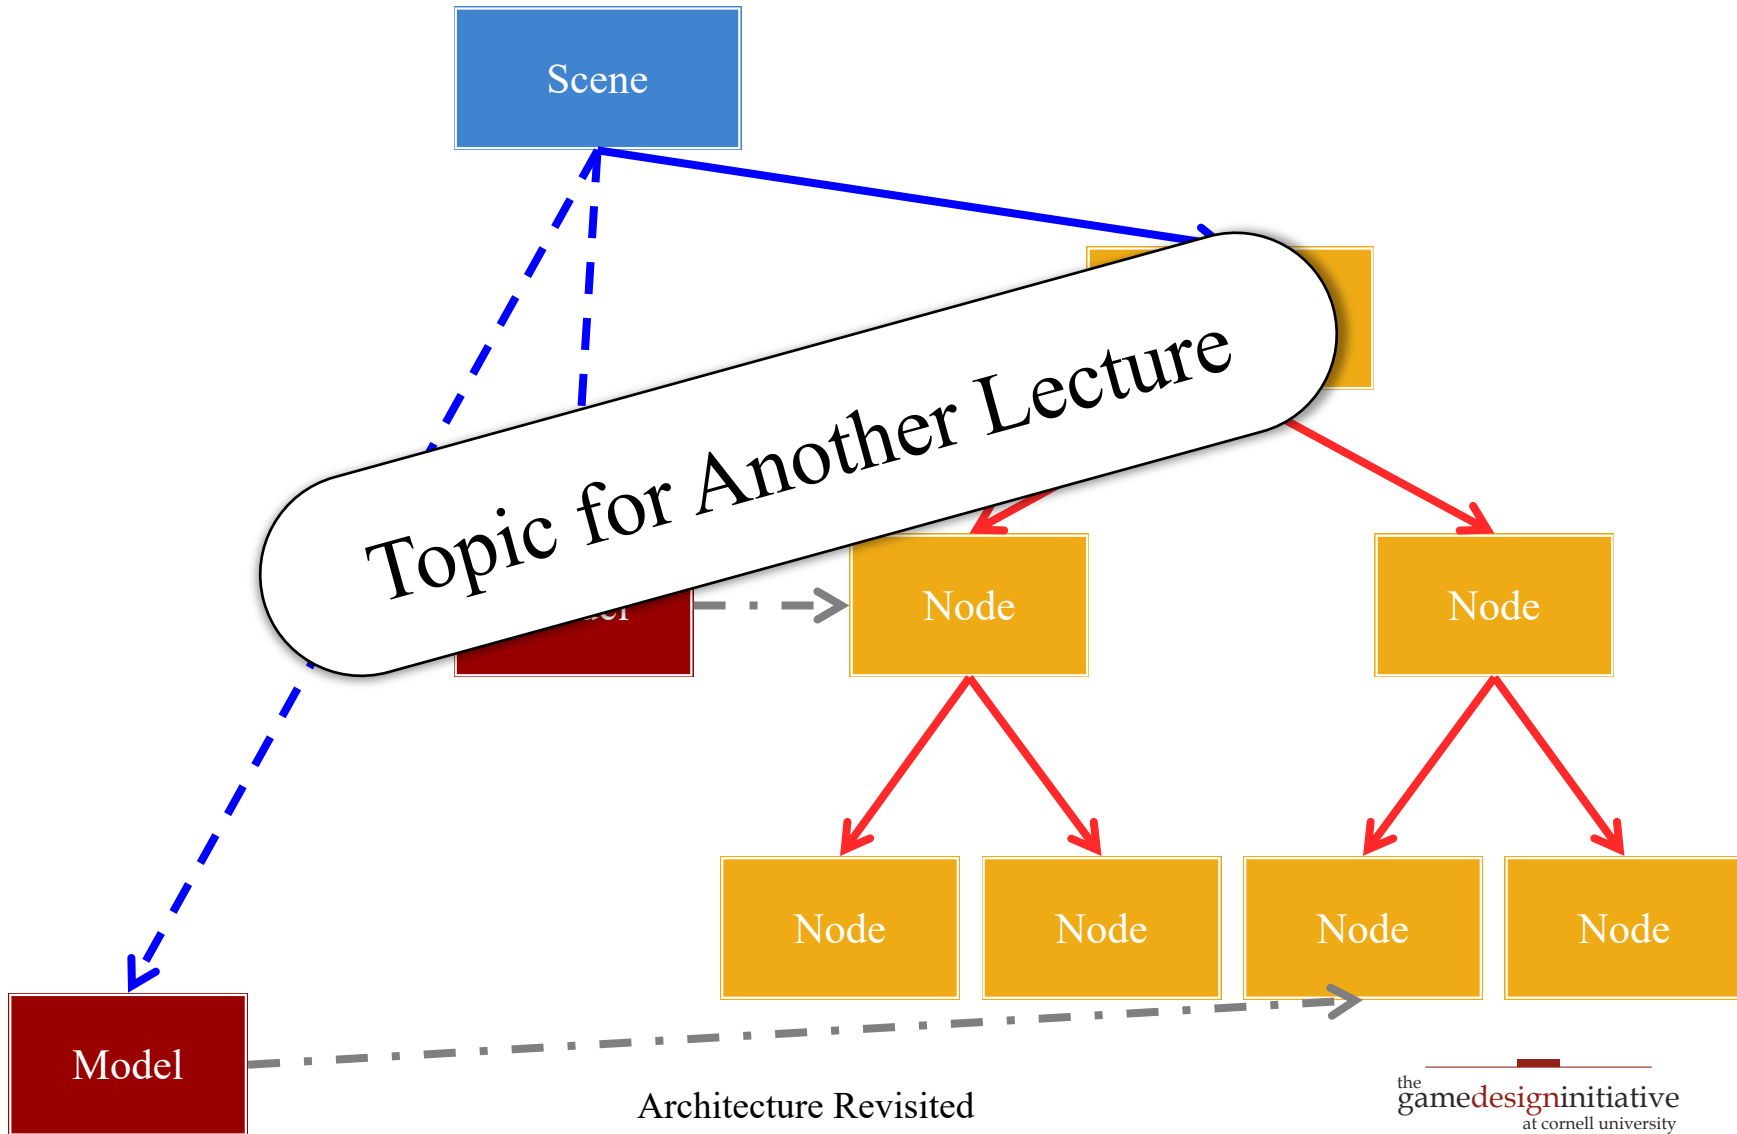 Scene
Topic for Another Lecture
Node
Node
Node
Node
Node
Node
Model
Architecture Revisited
the
gamedesigninitiative
at cornell university